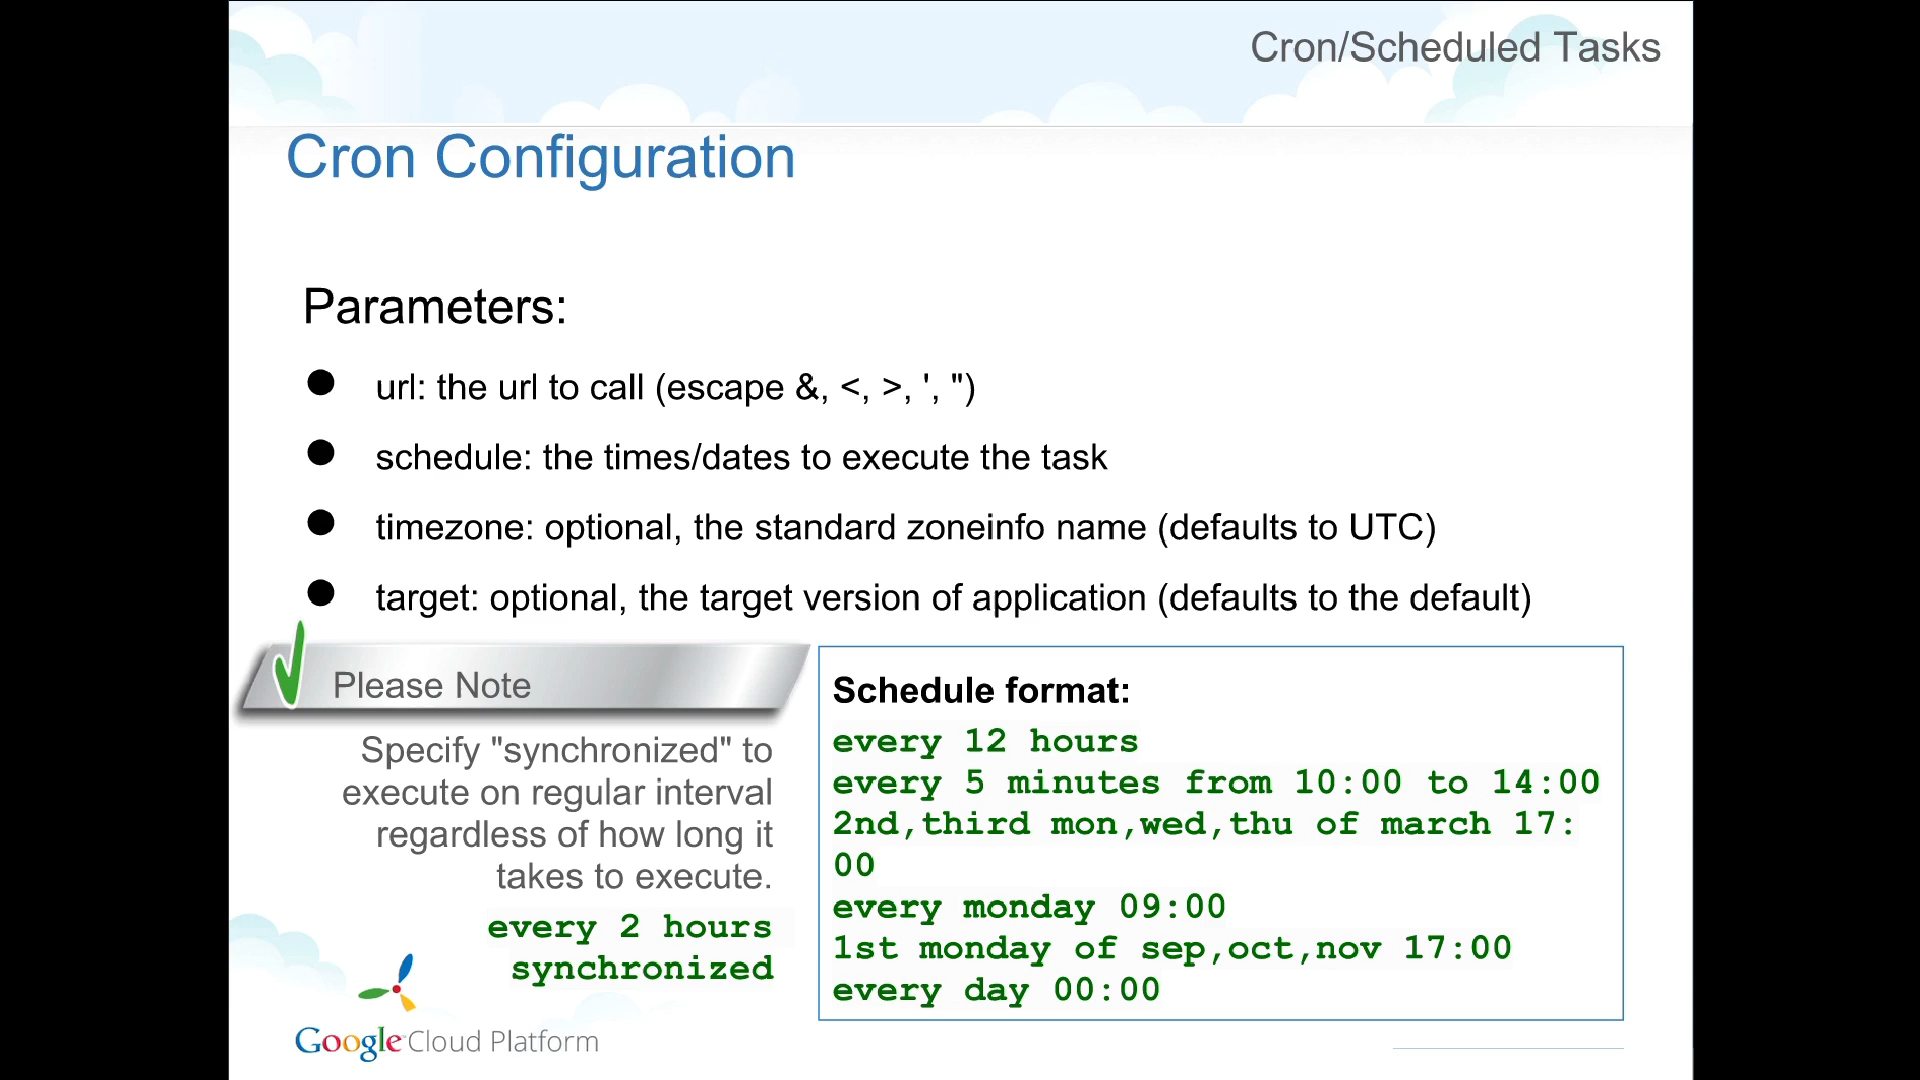 Cron/Scheduled Tasks
Cron Configuration
Parameters:
● url: the url to call (escape &, <, >, ', ")
● schedule: the times/dates to execute the task
● timezone: optional, the standard zoneinfo name (defaults to UTC)
● target: optional, the target version of application (defaults to the default)
Please Note
Specify "synchronized" to
execute on regular interval
regardless of how long it
takes to execute.
every 2 hours
synchronized
Schedule format:
every 12 hours
every 5 minutes from 10:00 to 14:00
2nd,third mon,wed,thu of march 17:
00
every monday 09:00
1st monday of sep,oct,nov 17:00
every day 00:00
Google Cloud Platform